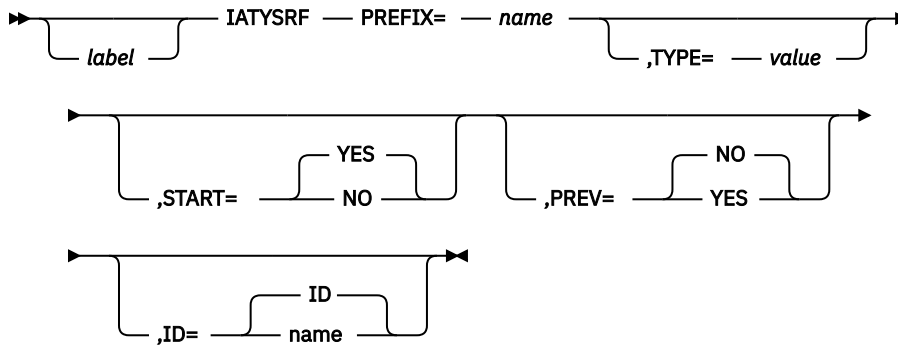 IATYSRF PREFIX= name
label ,TYPE= value
YES NO
,START= NO ,PREV= YES
ID
,ID= name